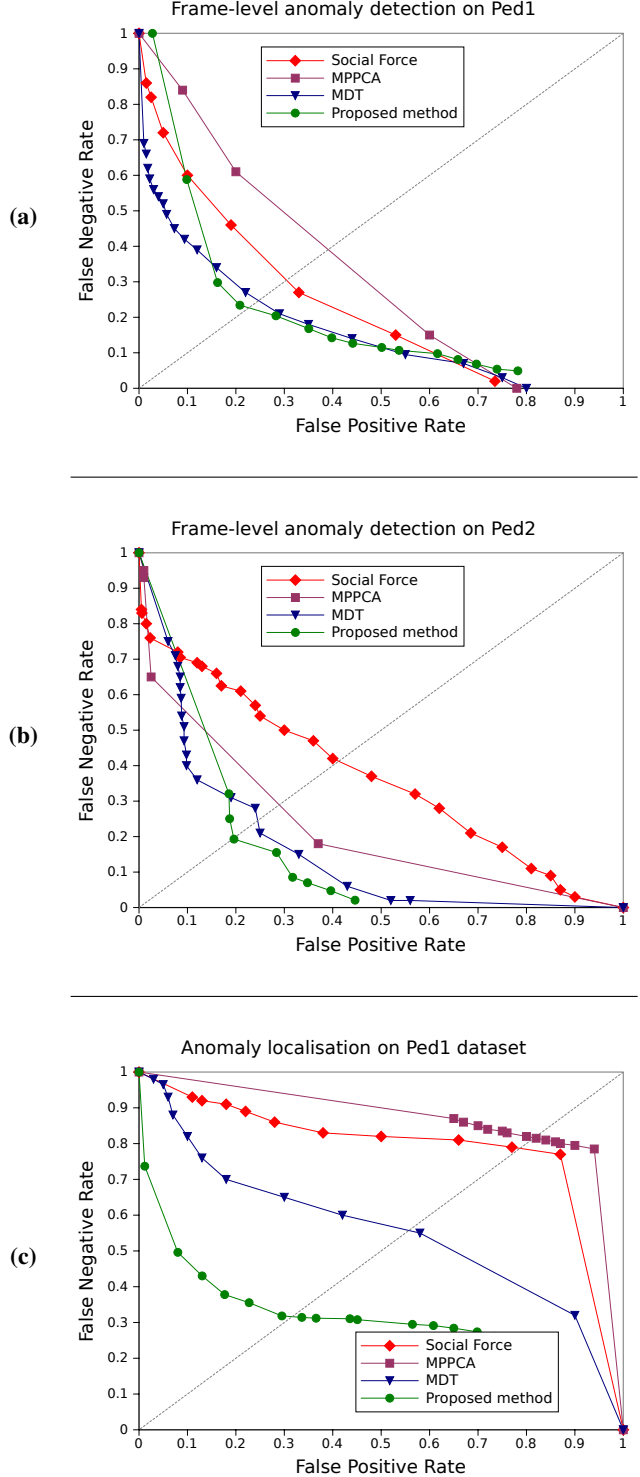 Frame-level anomaly detection on Ped1
Social Force
MPPCA
MDT
Proposed method
1
0.9
0.8
0.7
0.6
0.5
0.4
0.3
0.2
0.1
0
False Negative Rate
(a)
0 0.1 0.2 0.3 0.4 0.5 0.6 0.7 0.8 0.9 1
False Positive Rate
Frame-level anomaly detection on Ped2
Social Force
MPPCA
MDT
Proposed method
1
0.9
0.8
0.7
0.6
0.5
0.4
0.3
0.2
0.1
0
False Negative Rate
(b)
0 0.1 0.2 0.3 0.4 0.5 0.6 0.7 0.8 0.9 1
False Positive Rate
Anomaly localisation on Ped1 dataset
1
0.9
0.8
0.7
0.6
0.5
0.4
0.3
0.2
0.1
0
False Negative Rate
(c)
Social Force
MPPCA
MDT
Proposed method
0 0.1 0.2 0.3 0.4 0.5 0.6 0.7 0.8 0.9 1
False Positive Rate